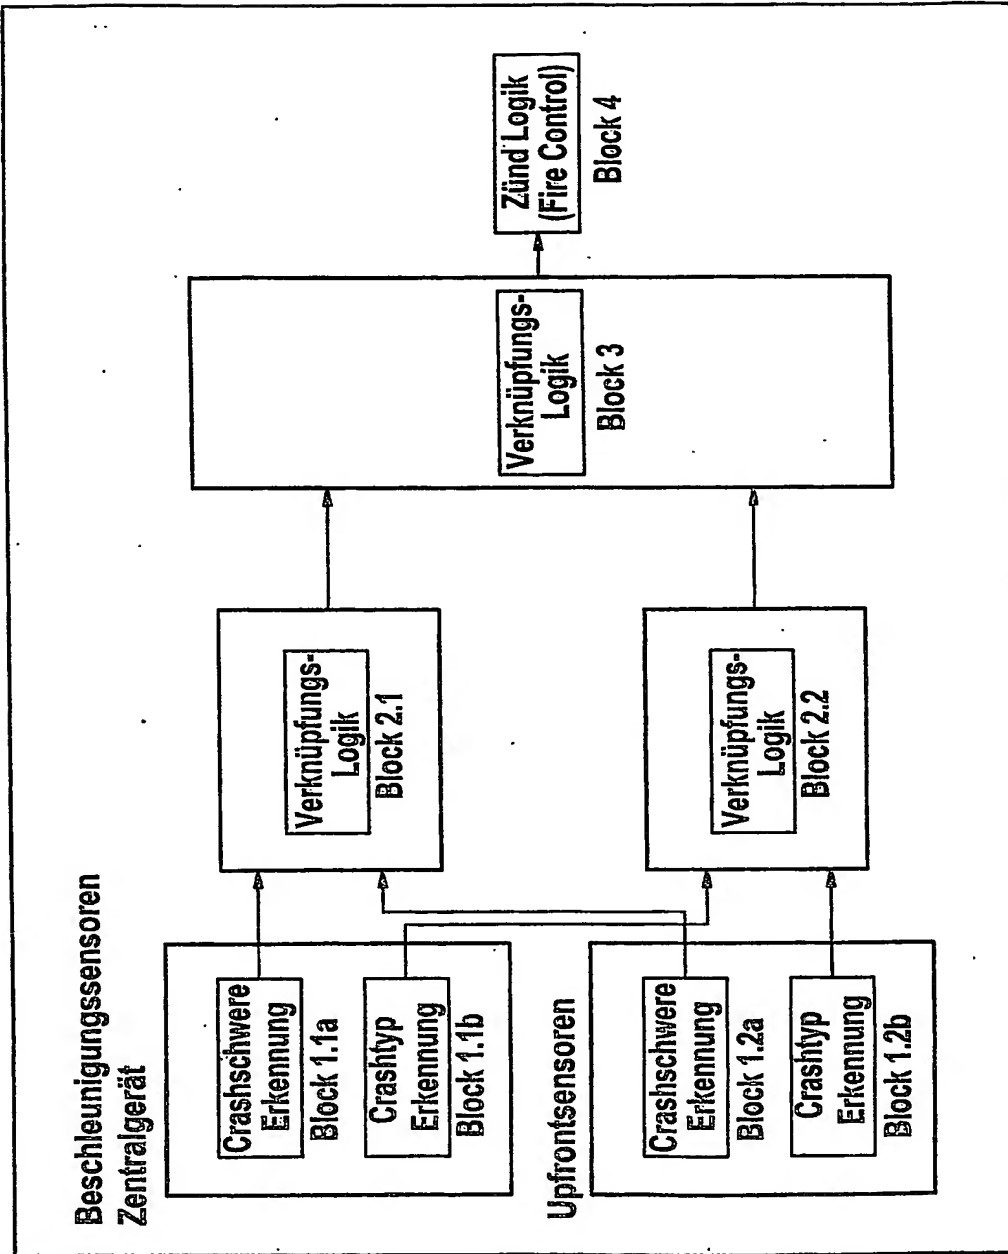 Beschleunigungssensoren
Zentralgerät
Crashschwere
Erkennung
Block 1.1a
Crashtyp
Erkennung
Block 1.1b
Upfrontsensoren
Crashschwere
Erkennung
Block 1.2a
Crashtyp
Erkennung
Block 1.2b
Verknüpfungs-
Logik
Block 2.1
Verknüpfungs-
Logik
Block 2.2
Verknüpfungs-
Logik
Block 3
Zünd Logik
(Fire Control)
Block 4